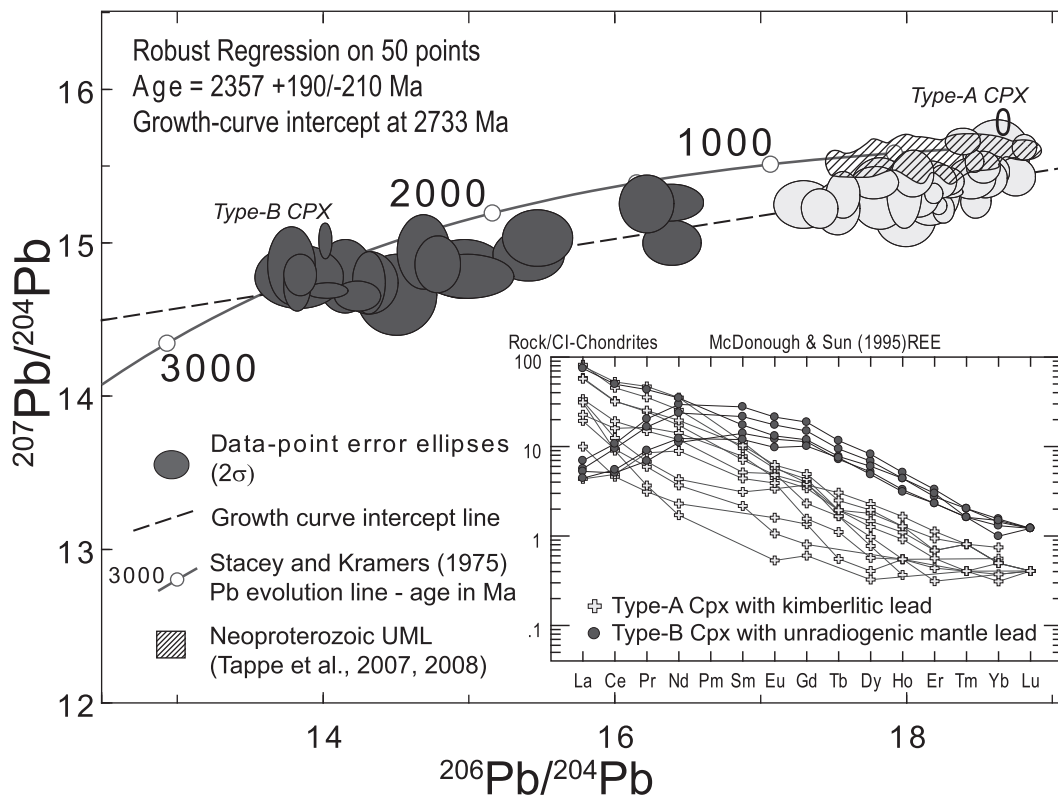 Robust Regression on 50 points
Age = 2357 +190/-210 Ma
Growth-curve intercept at 2733 Ma
Type-A CPX
0
1000
2000
Type-B CPX
3000
16
15
14
13
12
207Pb/204Pb
Rock/CI-Chondrites McDonough & Sun (1995)REE
100
10
1
.1
Type-A Cpx with kimberlitic lead
Type-B Cpx with unradiogenic mantle lead
La Ce Pr Nd Pm Sm Eu Gd Tb Dy Ho Er Tm Yb Lu
Data-point error ellipses
(2σ)
Growth curve intercept line
3000
Stacey and Kramers (1975)
Pb evolution line - age in Ma
Neoproterozoic UML
(Tappe et al., 2007, 2008)
14 16 18
206Pb/204Pb